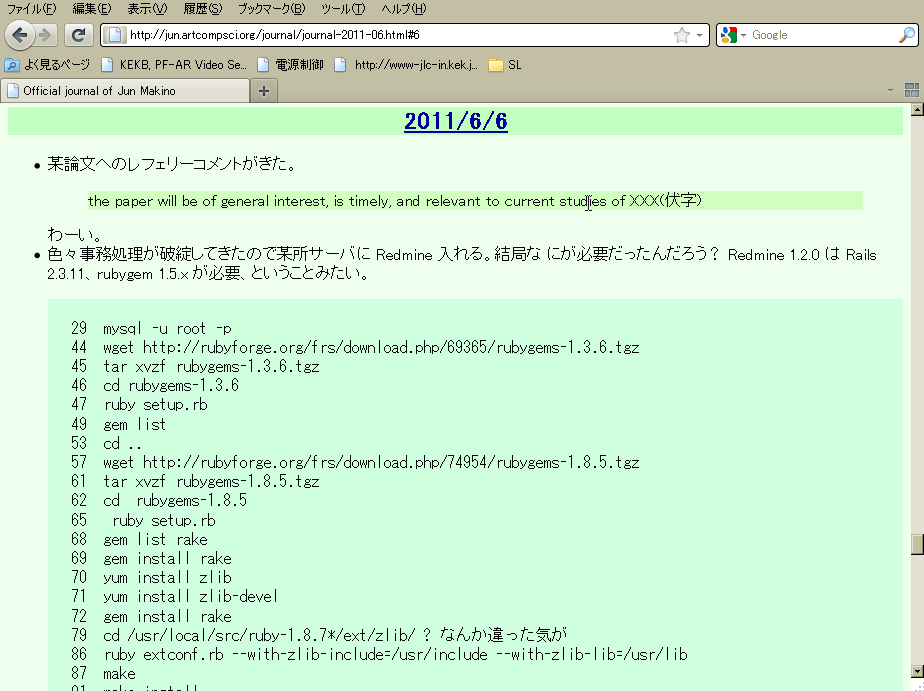 ファイル(F) 編集(E) 表示(V) 履歴(S) ブックマーク(B) ツール(T) ヘルプ(H)
http://jun.artcompsci.org/journal/journal-2011-06.html#6
Google
よく見るページ KEKB, PF-AR Video Se... 電源制御 http://www-jlc-in.kek.j... SL
Official journal of Jun Makino
2011/6/6
某論文へのレフェリーコメントがきた。
the paper will be of general interest, is timely, and relevant to current studies of XXX(伏字)
わーい。
色々事務処理が破綻してきたので某所サーバに Redmine 入れる。結局な にが必要だったんだろう？ Redmine 1.2.0 は Rails
2.3.11、 rubygem 1.5.x が必要、ということみたい。
29 mysql -u root -p
44 wget http://rubyforge.org/frs/download.php/69365/rubygems-1.3.6.tgz
45 tar xvzf rubygems-1.3.6.tgz
46 cd rubygems-1.3.6
47 ruby setup.rb
49 gem list
53 cd ..
57 wget http://rubyforge.org/frs/download.php/74954/rubygems-1.8.5.tgz
61 tar xvzf rubygems-1.8.5.tgz
62 cd rubygems-1.8.5
65 ruby setup.rb
68 gem list rake
69 gem install rake
70 yum install zlib
71 yum install zlib-devel
72 gem install rake
79 cd /usr/local/src/ruby-1.8.7*/ext/zlib/ ? なんか違った気が
86 ruby extconf.rb --with-zlib-include=/usr/include --with-zlib-lib=/usr/lib
87 make
91 make install